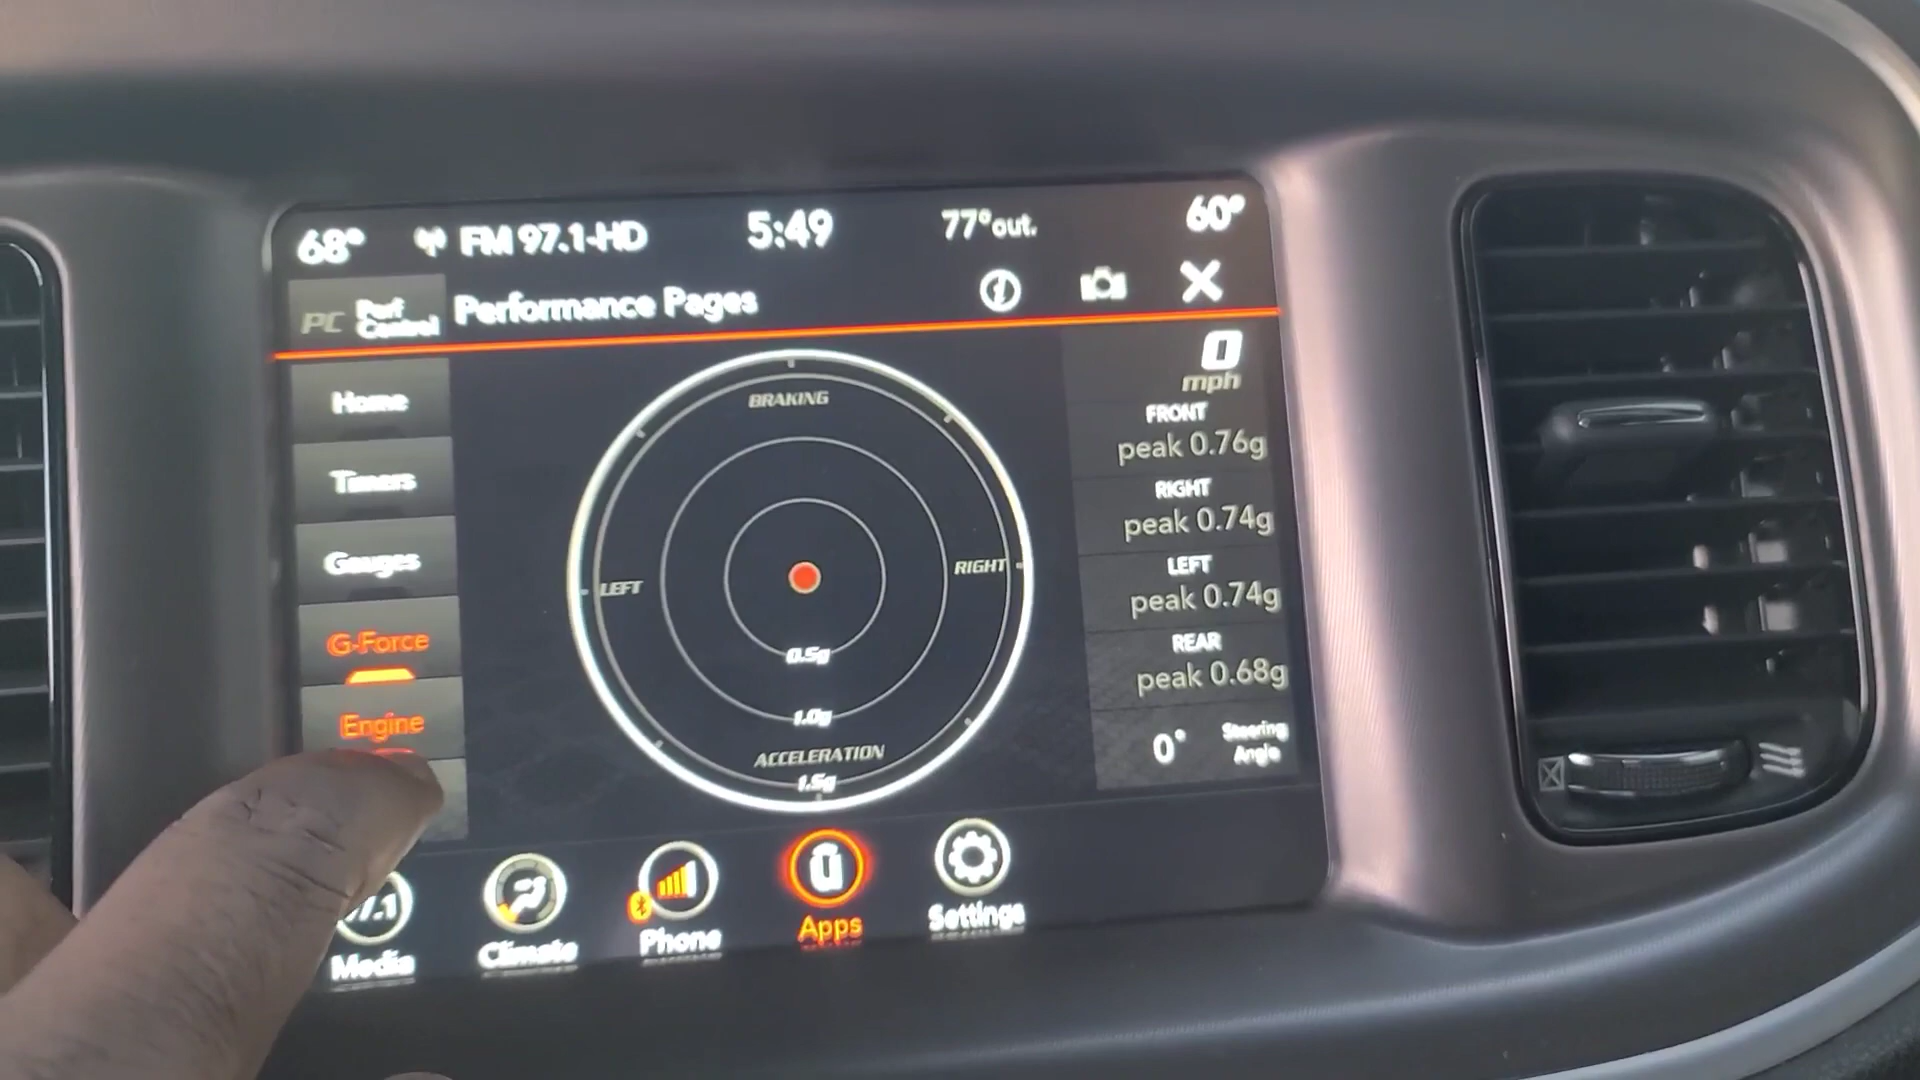 68° FM 97.1-HD 5:49 77°out. 60°
PC Perf Control Performance Pages
Home
Timers
Gauges
G-Force
Engine
BRAKING
LEFT
RIGHT
0.5g
1.0g
ACCELERATION
1.5g
0
mph
FRONT
peak 0.76g
RIGHT
peak 0.74g
LEFT
peak 0.74g
REAR
peak 0.68g
0° Steering Angle
97.1
Media
Climate
Phone
Apps
Settings